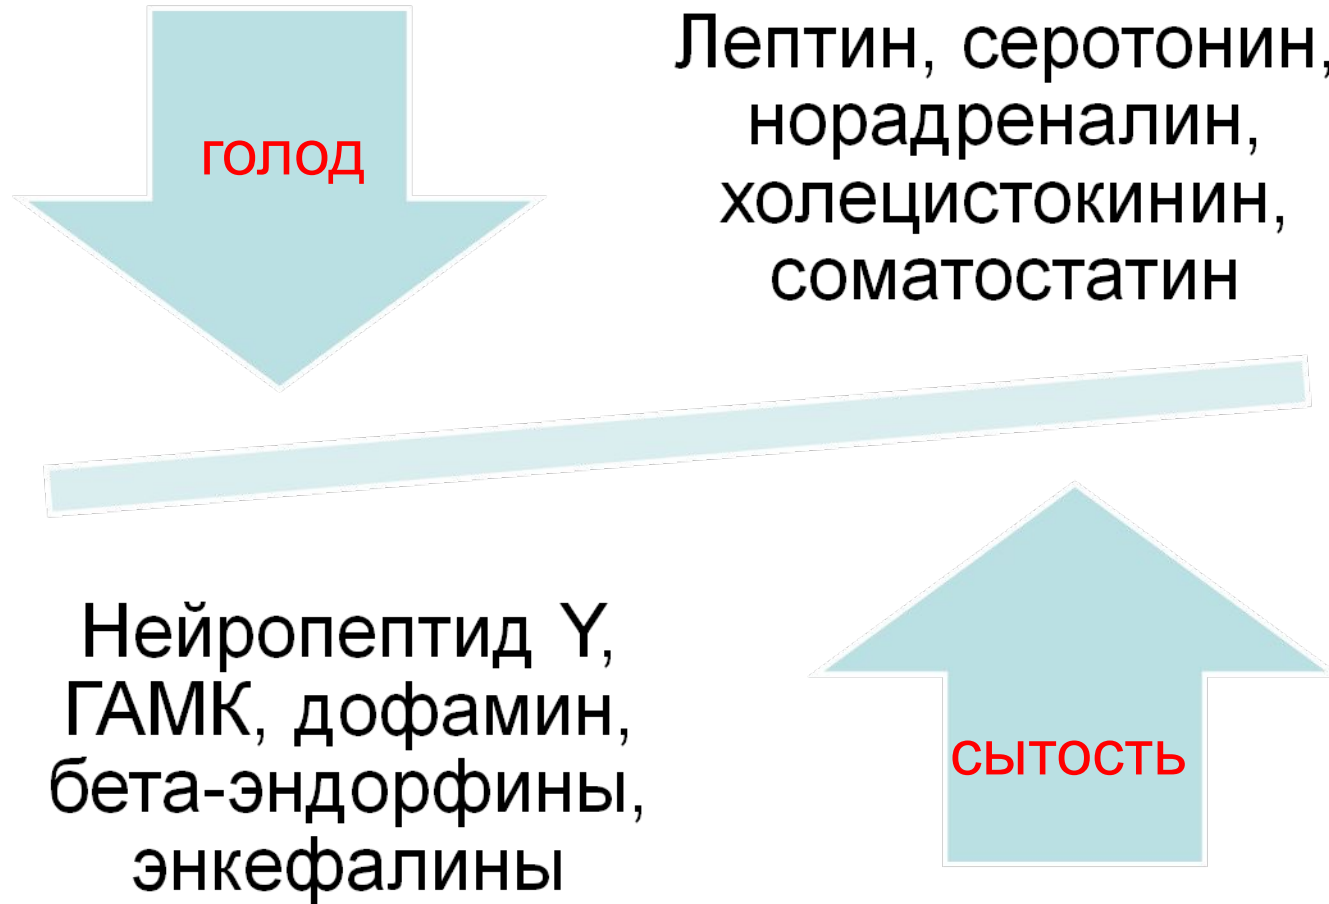 голод
Лептин, серотонин,
норадреналин,
холецистокинин,
соматостатин
Нейропептид Y,
ГАМК, дофамин,
бета-эндорфины,
энкефалины
сытость